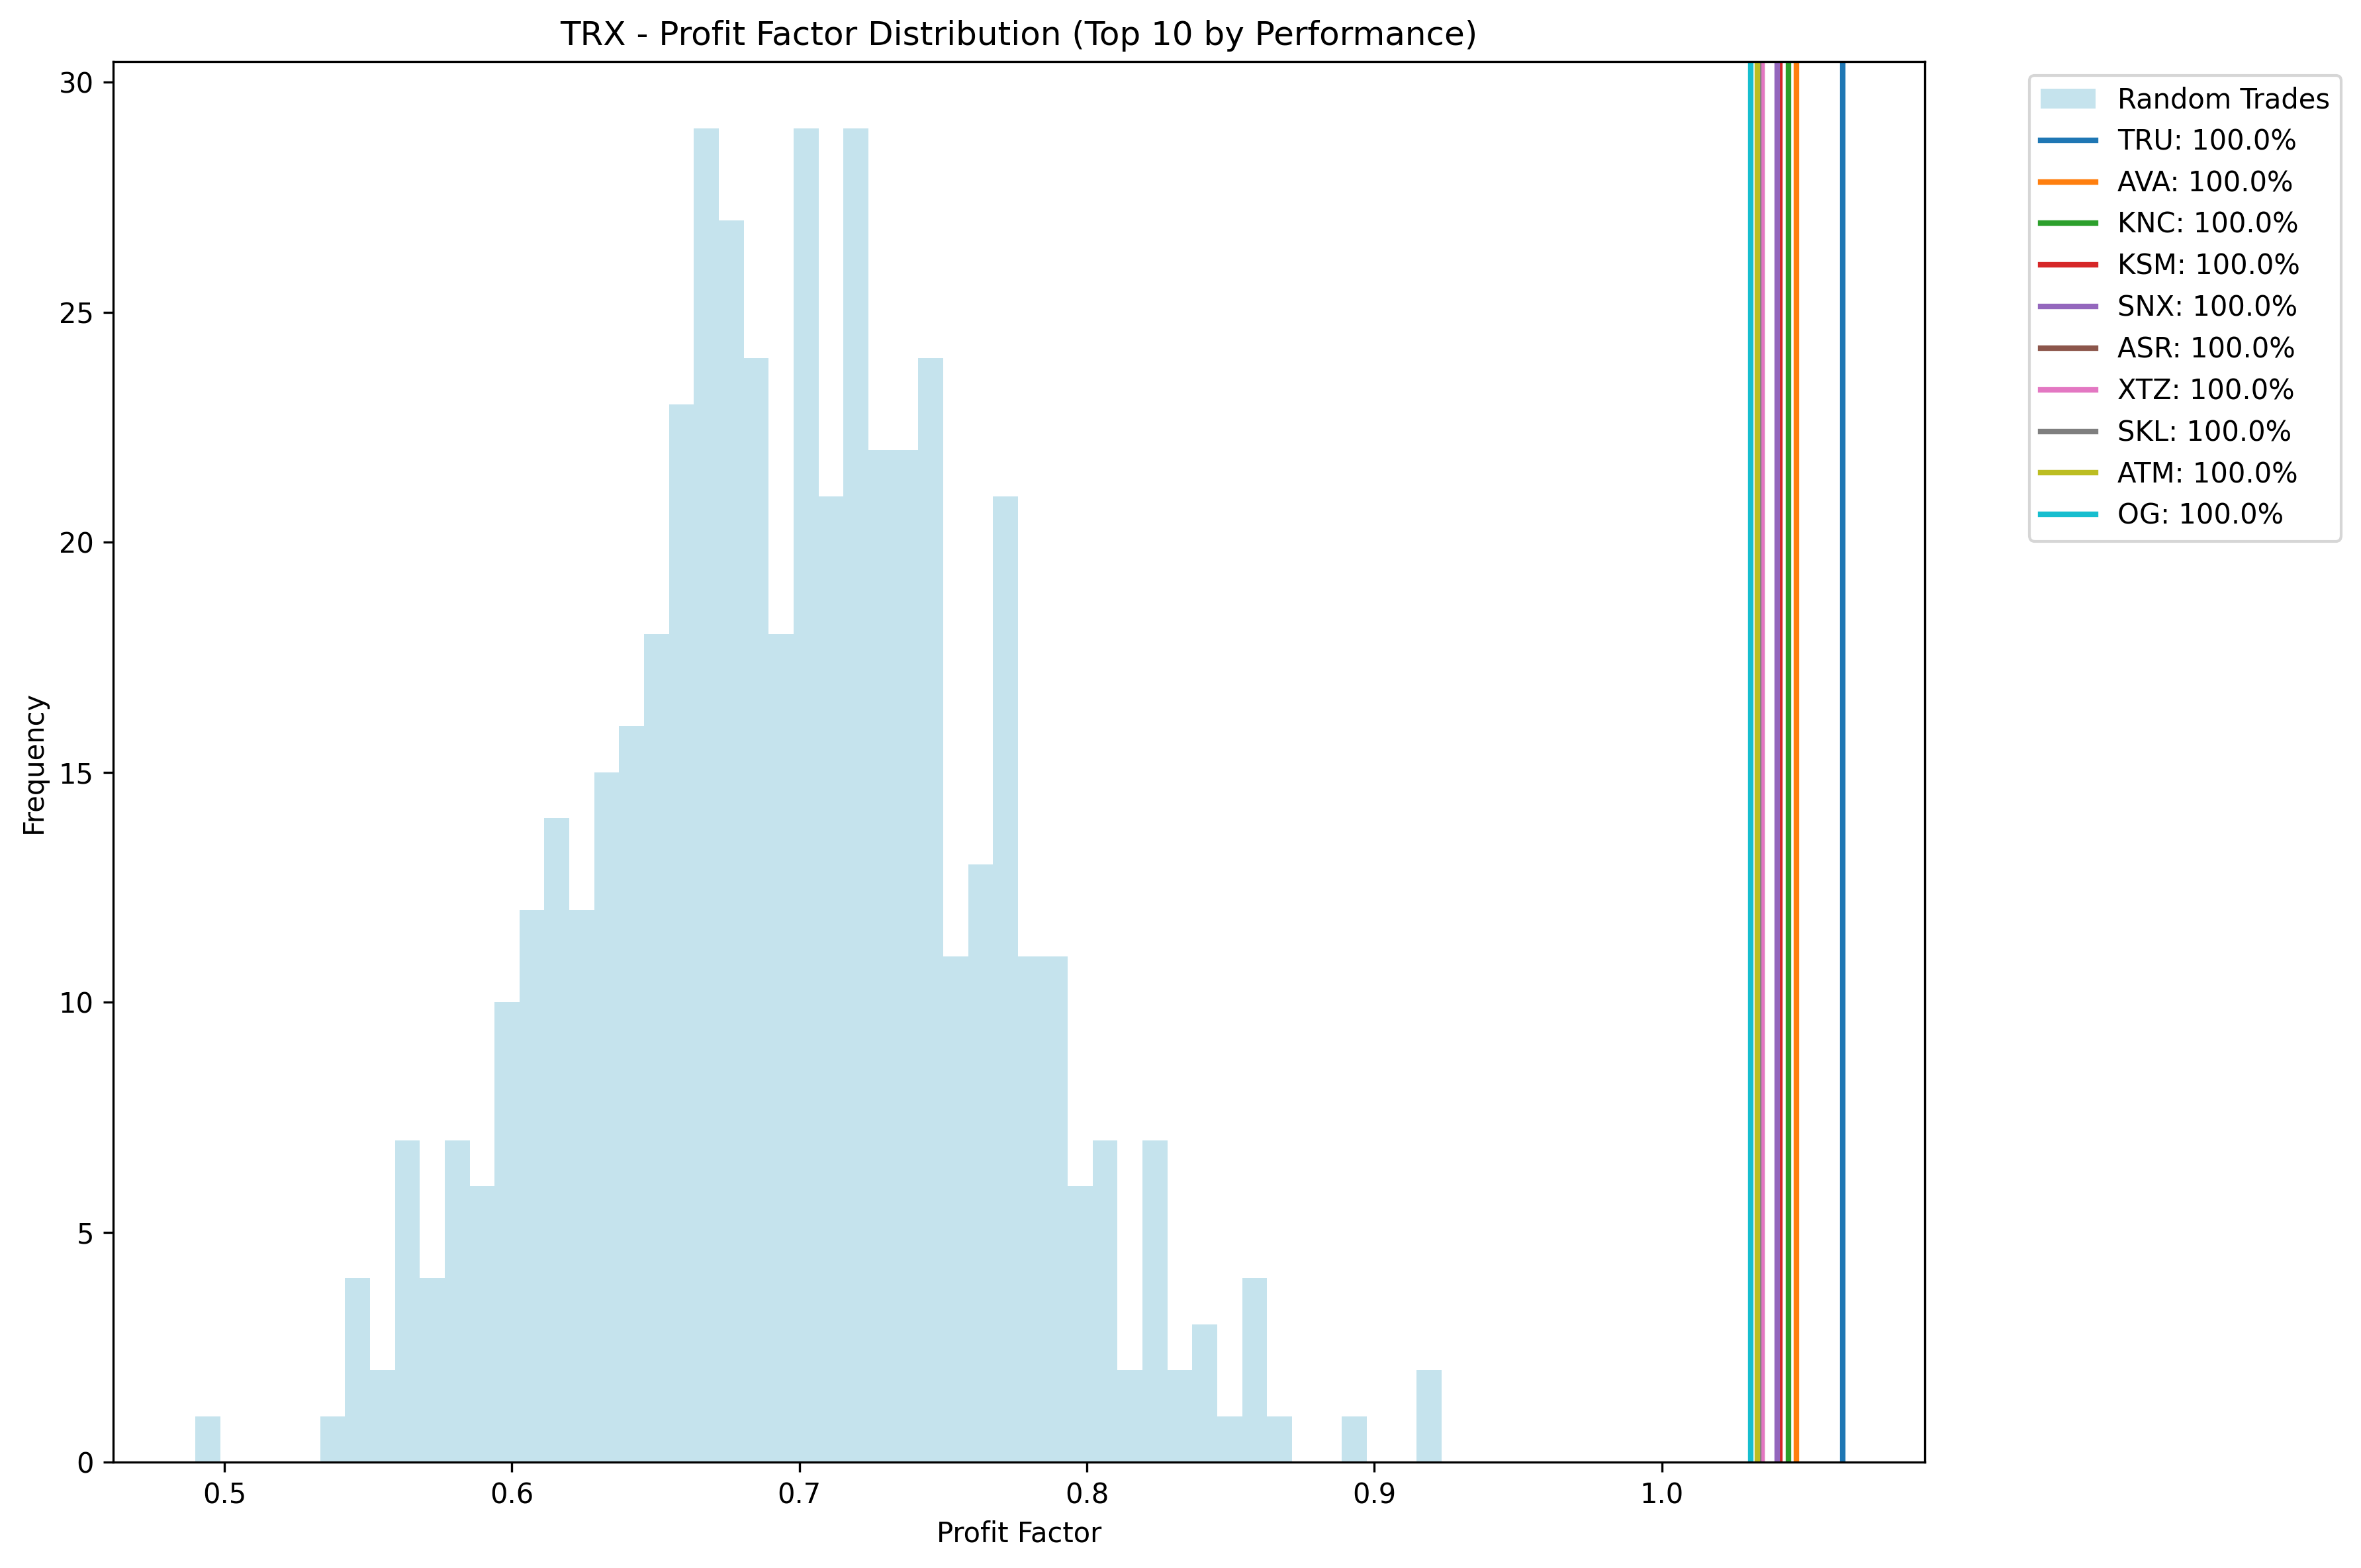 TRX - Profit Factor Distribution (Top 10 by Performance)
30
25
20
15
10
5
0
Frequency
0.5
0.6
0.7
0.8
0.9
1.0
Profit Factor
Random Trades
TRU: 100.0%
AVA: 100.0%
KNC: 100.0%
KSM: 100.0%
SNX: 100.0%
ASR: 100.0%
XTZ: 100.0%
SKL: 100.0%
ATM: 100.0%
OG: 100.0%